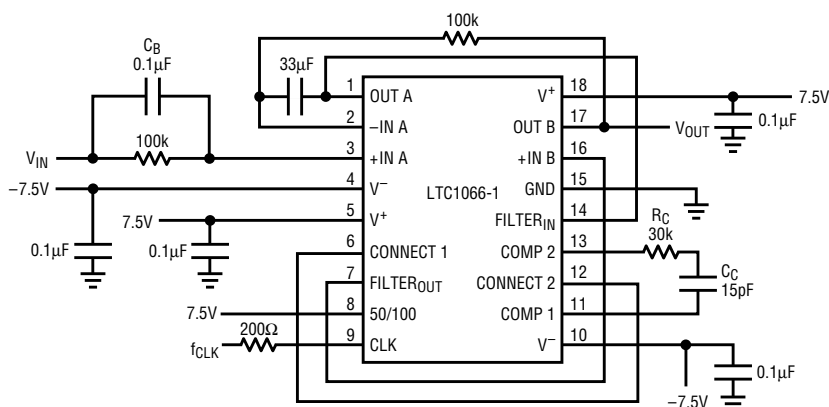 100k
C_B
0.1μF
33μF
1
OUT A
V⁺
18
7.5V
2
–IN A
OUT B
17
V_OUT
0.1μF
100k
V_IN
3
+IN A
+IN B
16
–7.5V
4
V⁻
LTC1066-1
GND
15
7.5V
5
V⁺
FILTER_IN
14
R_C
30k
0.1μF
0.1μF
6
CONNECT 1
COMP 2
13
7
FILTER_OUT
CONNECT 2
12
C_C
15pF
7.5V
8
50/100
COMP 1
11
200Ω
f_CLK
9
CLK
V⁻
10
0.1μF
–7.5V